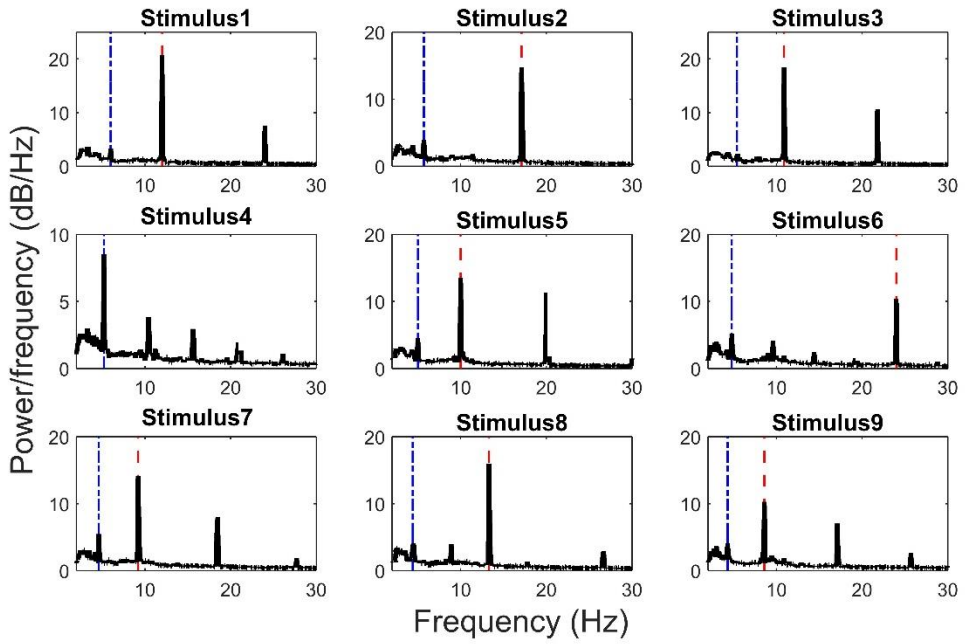 Stimulus1 Stimulus2 Stimulus3
20 20 20
10 10 10
0 0 0
10 20 30 10 20 30 10 20 30
Stimulus4 Stimulus5 Stimulus6
10 20 20
5 10 10
0 0 0
10 20 30 10 20 30 10 20 30
Stimulus7 Stimulus8 Stimulus9
20 20 20
10 10 10
0 0 0
10 20 30 10 20 30 10 20 30
Power/frequency (dB/Hz)
Frequency (Hz)